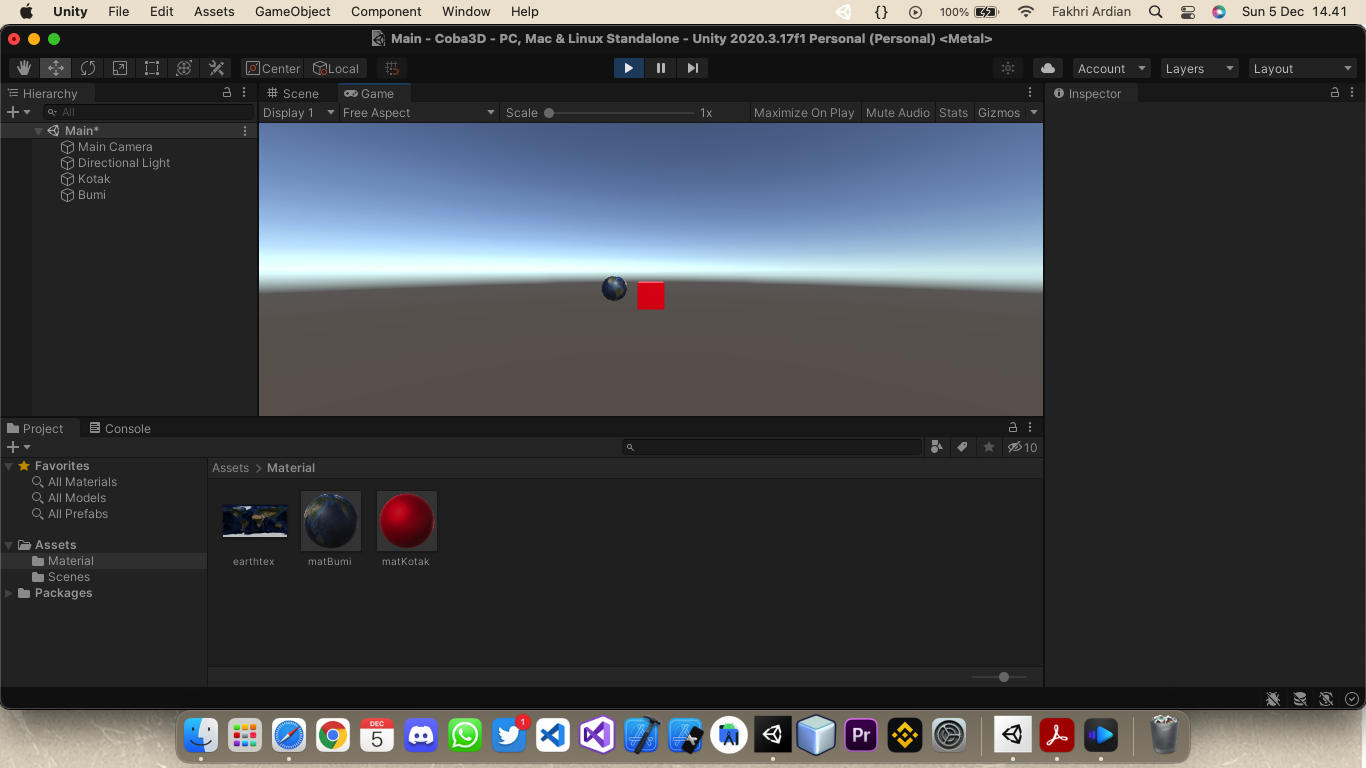 Unity File Edit Assets GameObject Component Window Help {} 100% Fakhri Ardian Sun 5 Dec 14.41
Main - Coba3D - PC, Mac & Linux Standalone - Unity 2020.3.17f1 Personal (Personal) <Metal>
Center Local Account Layers Layout
Hierarchy
All
Main*
Main Camera
Directional Light
Kotak
Bumi
Scene Game
Display 1 Free Aspect Scale 1x Maximize On Play Mute Audio Stats Gizmos
Inspector
Project Console
10
Favorites
All Materials
All Models
All Prefabs
Assets
Material
Scenes
Packages
Assets > Material
earthtex matBumi matKotak
DEC
5
1
Pr